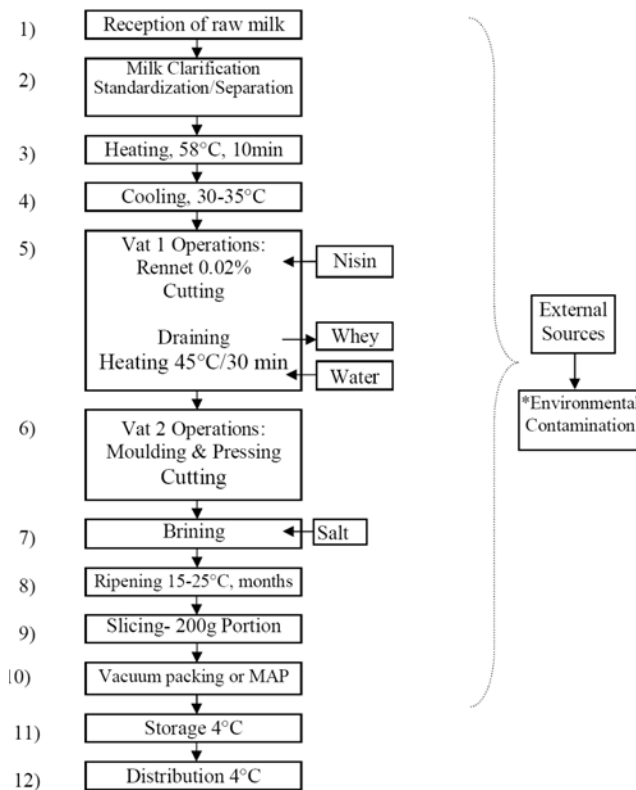 1)
Reception of raw milk
2)
Milk Clarification
Standardization/Separation
3)
Heating, 58°C, 10min
4)
Cooling, 30-35°C
5)
Vat 1 Operations:
Rennet 0.02%
Cutting
Nisin
Draining
Whey
Heating 45°C/30 min
Water
External
Sources
*Environmental
Contamination
6)
Vat 2 Operations:
Moulding & Pressing
Cutting
7)
Brining
Salt
8)
Ripening 15-25°C, months
9)
Slicing- 200g Portion
10)
Vacuum packing or MAP
11)
Storage 4°C
12)
Distribution 4°C